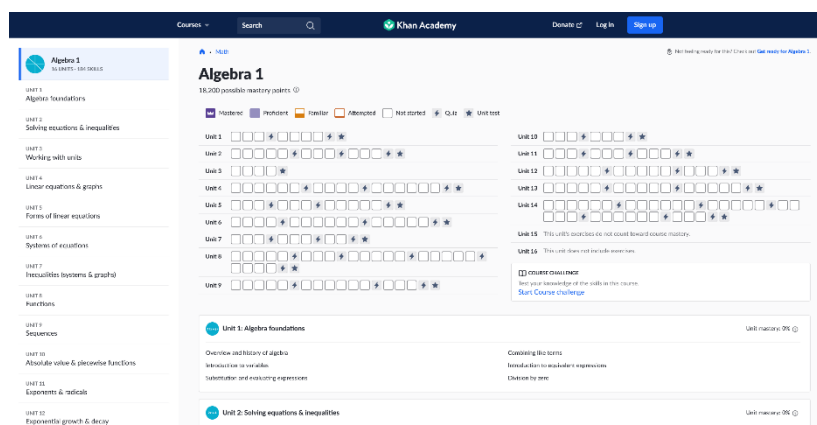 Courses
Search
Khan Academy
Donate
Log in
Sign up
Algebra 1
16 UNITS · 184 SKILLS
UNIT 1
Algebra foundations
UNIT 2
Solving equations & inequalities
UNIT 3
Working with units
UNIT 4
Linear equations & graphs
UNIT 5
Forms of linear equations
UNIT 6
Systems of equations
UNIT 7
Inequalities (systems & graphs)
UNIT 8
Functions
UNIT 9
Sequences
UNIT 10
Absolute value & piecewise functions
UNIT 11
Exponents & radicals
UNIT 12
Exponential growth & decay
Math
Not feeling ready for this? Check out Get ready for Algebra 1.
Algebra 1
18,200 possible mastery points
Mastered Proficient Familiar Attempted Not started Quiz Unit test
Unit 1
Unit 2
Unit 3
Unit 4
Unit 5
Unit 6
Unit 7
Unit 8
Unit 9
Unit 10
Unit 11
Unit 12
Unit 13
Unit 14
Unit 15 This unit's exercises do not count toward course mastery.
Unit 16 This unit does not include exercises.
COURSE CHALLENGE
Test your knowledge of the skills in this course.
Start Course challenge
Unit 1: Algebra foundations
Unit mastery: 0%
Overview and history of algebra
Introduction to variables
Substitution and evaluating expressions
Combining like terms
Introduction to equivalent expressions
Division by zero
Unit 2: Solving equations & inequalities
Unit mastery: 0%